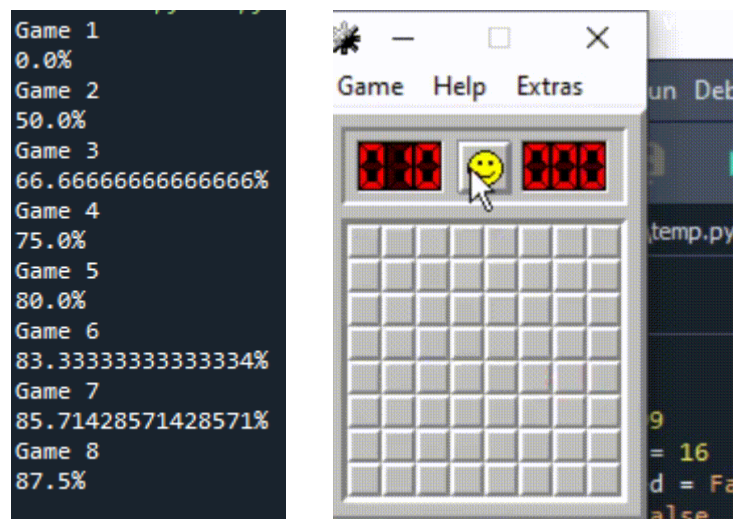 Game 1
0.0%
Game 2
50.0%
Game 3
66.66666666666666%
Game 4
75.0%
Game 5
80.0%
Game 6
83.33333333333334%
Game 7
85.71428571428571%
Game 8
87.5%
Game Help Extras
un Deb
\temp.py
010 000
9
= 16
d = Fa
alse